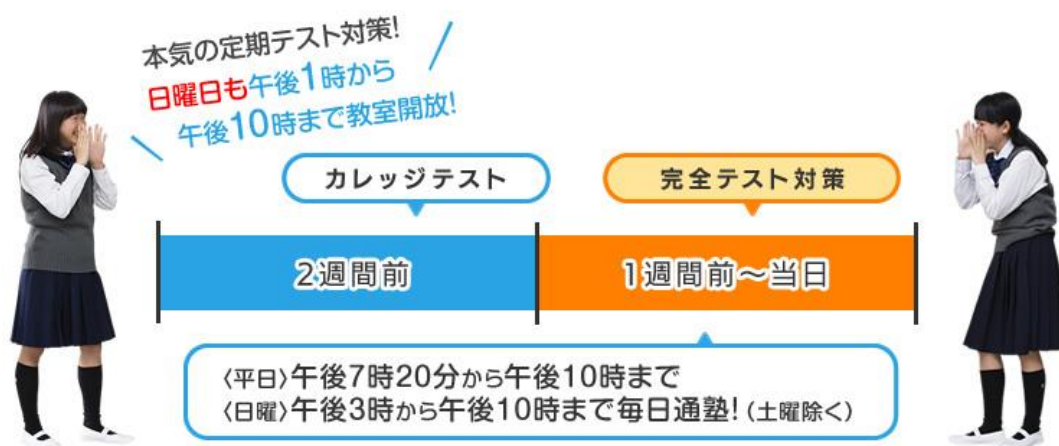 本気の定期テスト対策!
日曜日も午後1時から
午後10時まで教室開放!
カレッジテスト
完全テスト対策
2週間前
1週間前〜当日
〈平日〉午後7時20分から午後10時まで
〈日曜〉午後3時から午後10時まで毎日通塾!(土曜除く)